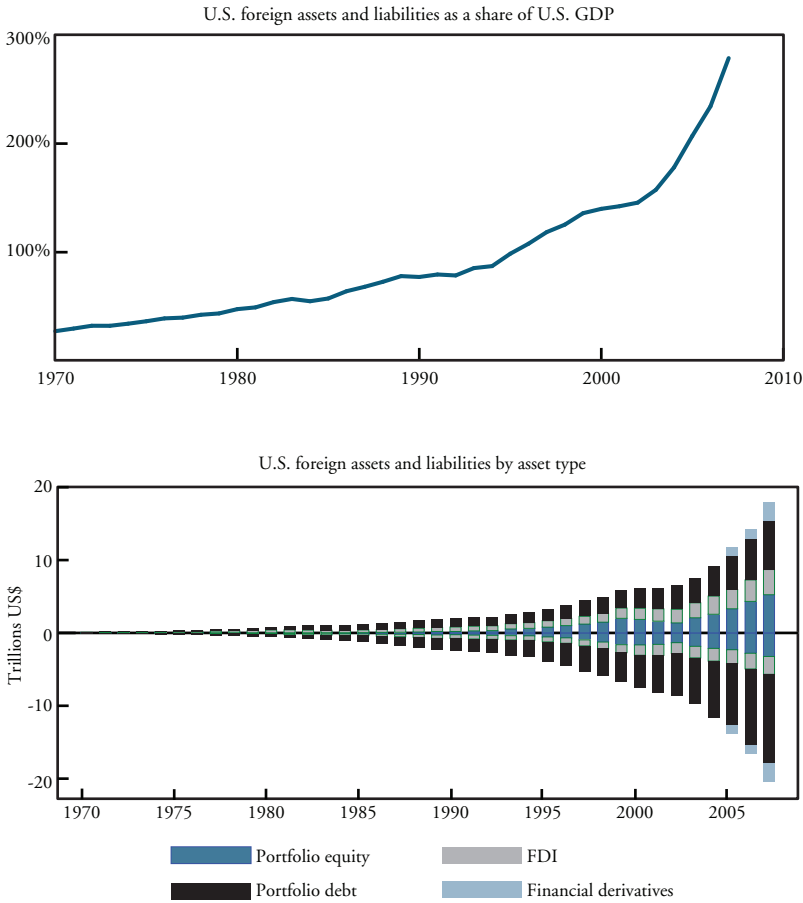 U.S. foreign assets and liabilities as a share of U.S. GDP
300%
200%
100%
1970 1980 1990 2000 2010
U.S. foreign assets and liabilities by asset type
Trillions US$
20
10
0
-10
-20
1970 1975 1980 1985 1990 1995 2000 2005
Portfolio equity FDI
Portfolio debt Financial derivatives